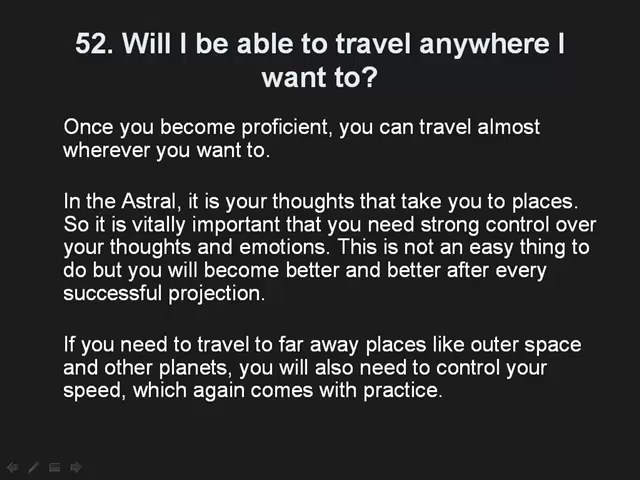 52. Will I be able to travel anywhere I
want to?
Once you become proficient, you can travel almost
wherever you want to.
In the Astral, it is your thoughts that take you to places.
So it is vitally important that you need strong control over
your thoughts and emotions. This is not an easy thing to
do but you will become better and better after every
successful projection.
If you need to travel to far away places like outer space
and other planets, you will also need to control your
speed, which again comes with practice.